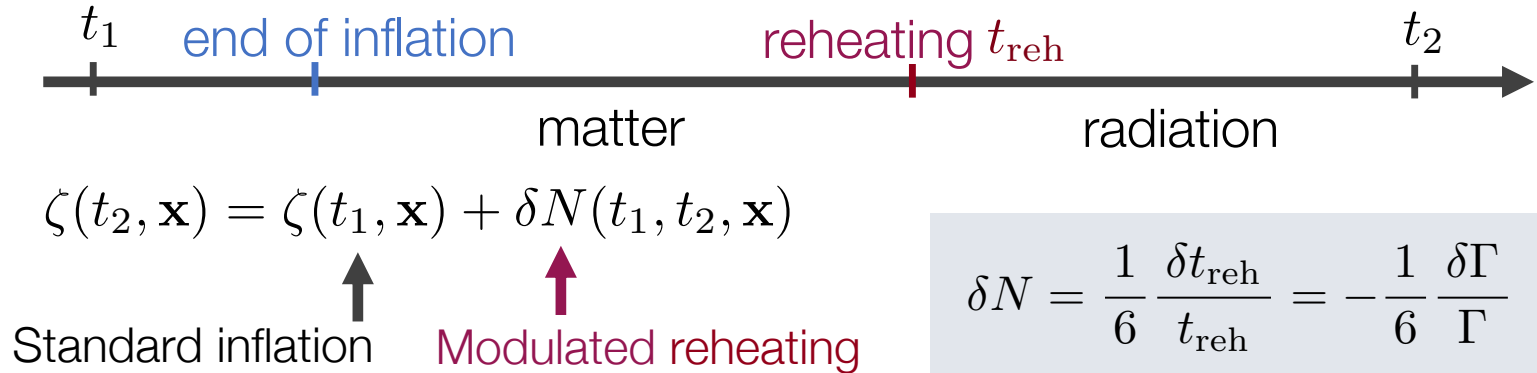 t₁ end of inflation reheating t_reh t₂
matter radiation
ζ(t₂, x) = ζ(t₁, x) + δN(t₁, t₂, x)
δN = 1/6 δt_reh/t_reh = −1/6 δΓ/Γ
Standard inflation Modulated reheating